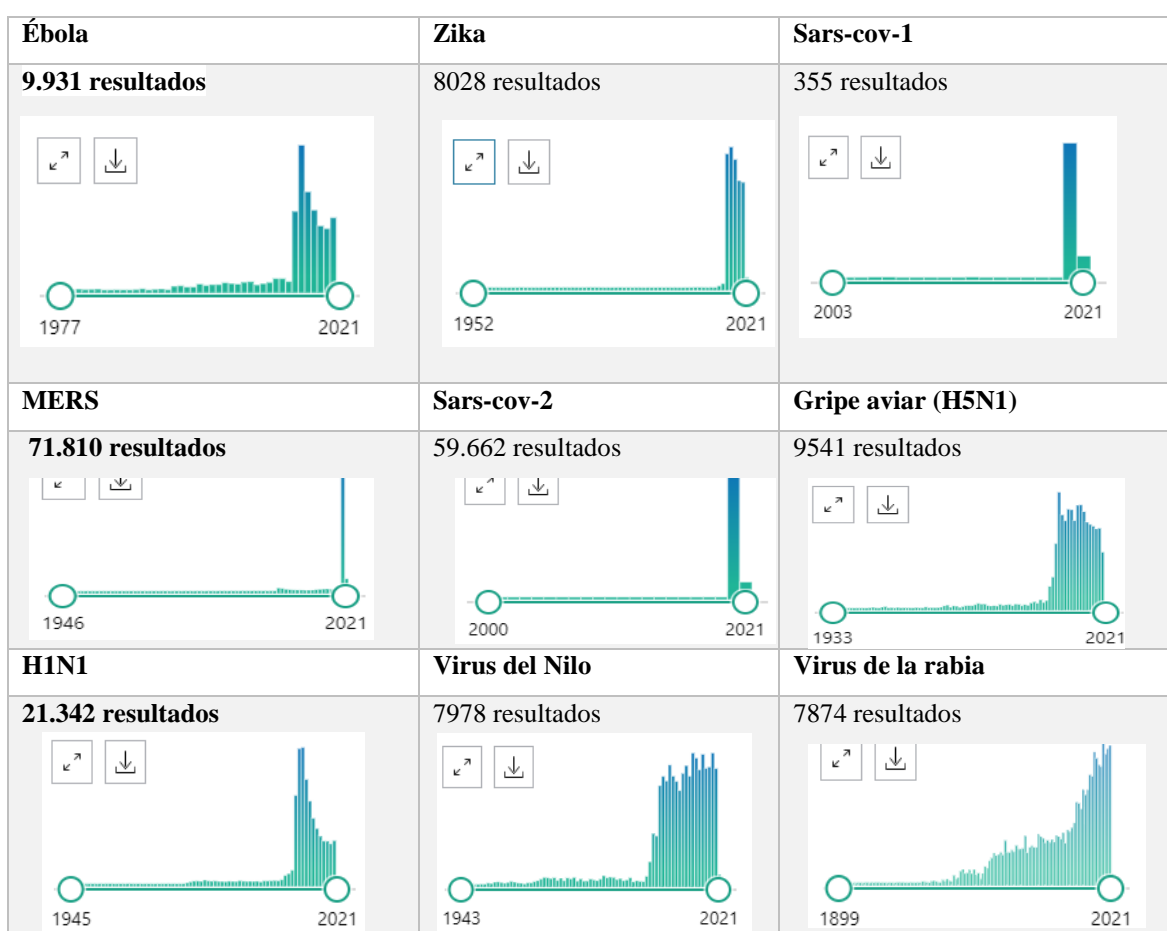 Ébola Zika Sars-cov-1
9.931 resultados 8028 resultados 355 resultados
1977 2021 1952 2021 2003 2021
MERS Sars-cov-2 Gripe aviar (H5N1)
71.810 resultados 59.662 resultados 9541 resultados
1946 2021 2000 2021 1933 2021
H1N1 Virus del Nilo Virus de la rabia
21.342 resultados 7978 resultados 7874 resultados
1945 2021 1943 2021 1899 2021